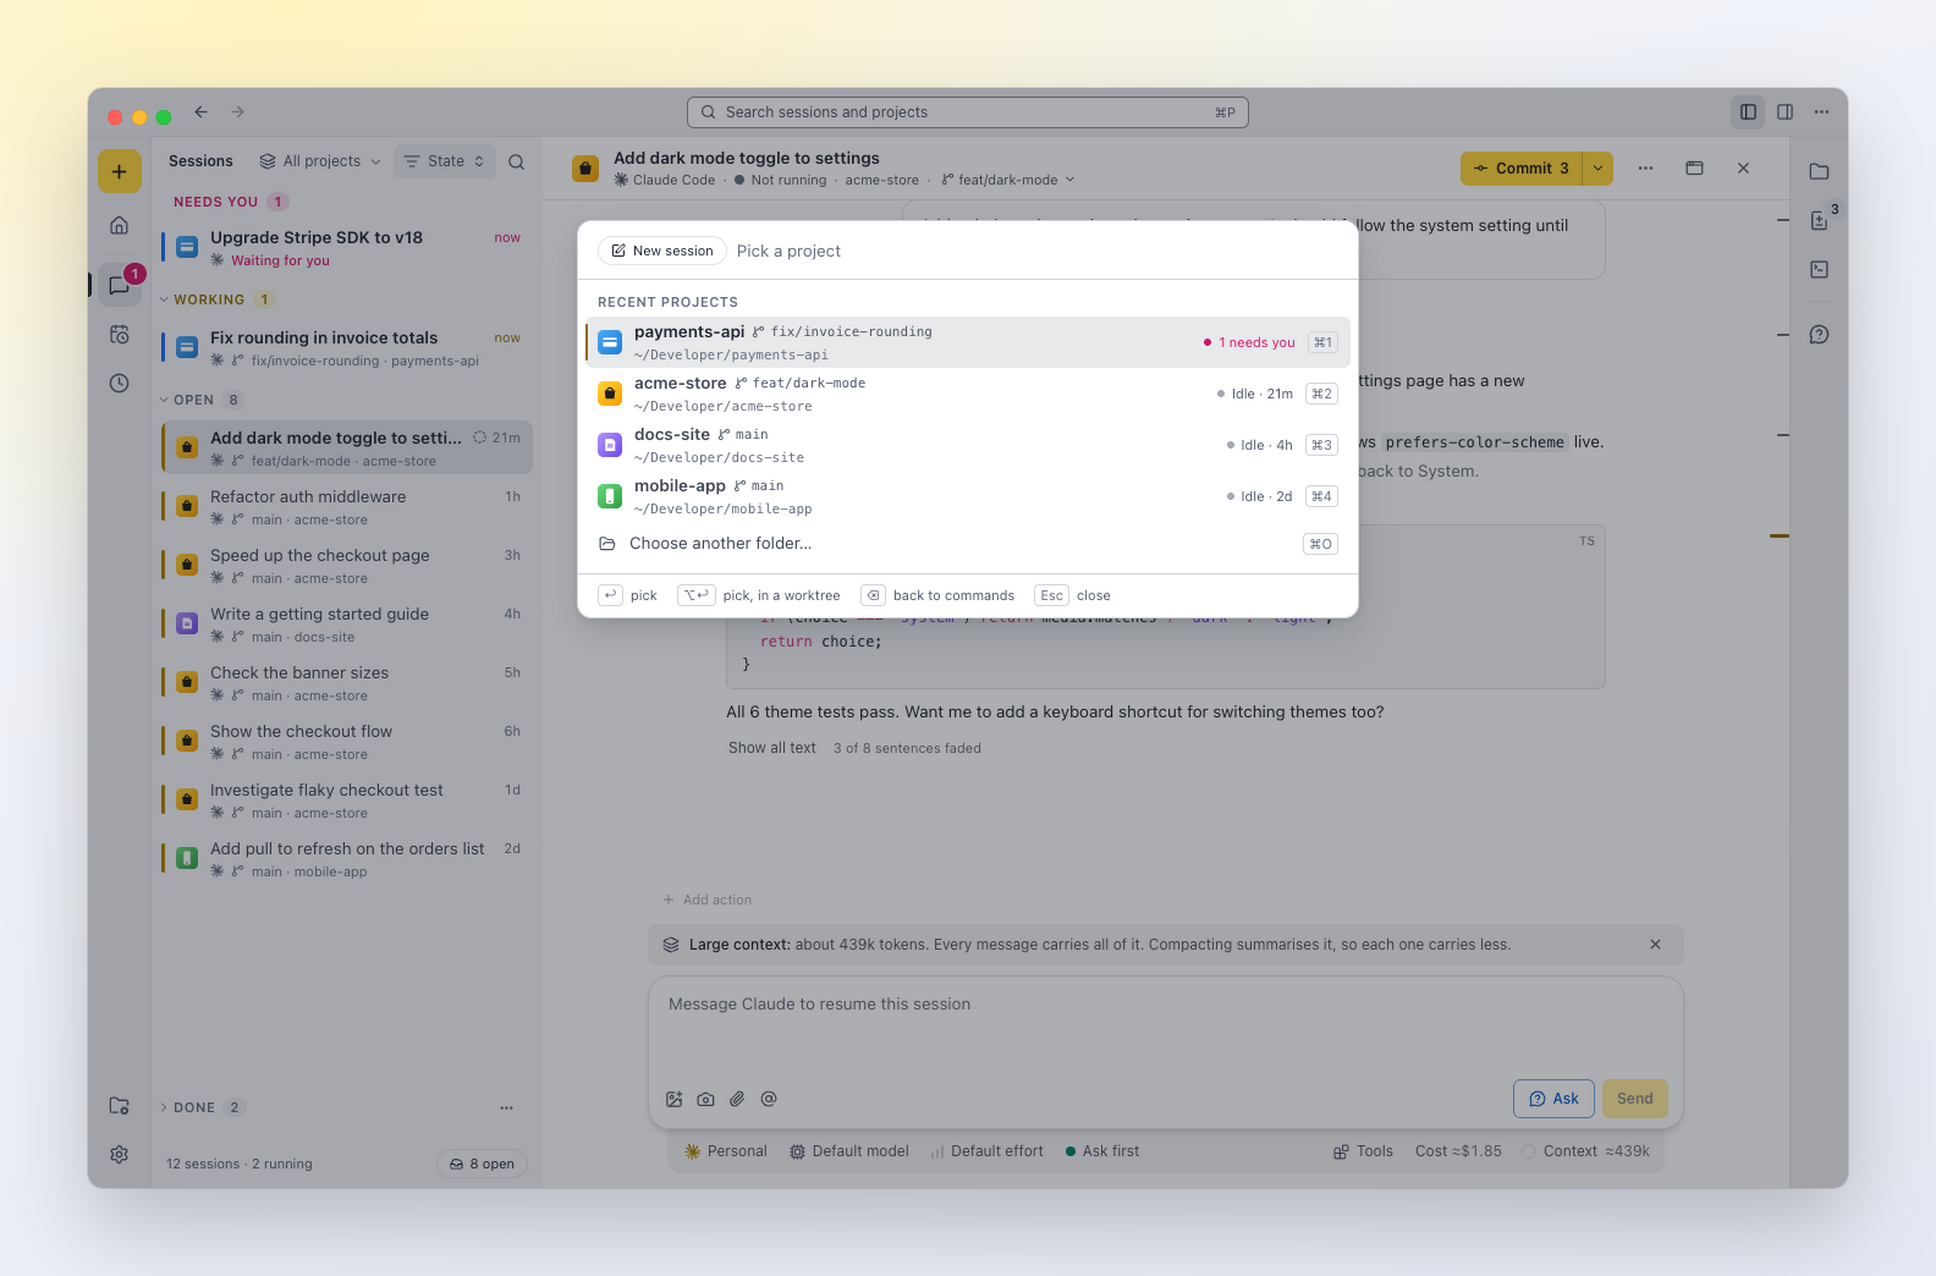 Search sessions and projects ⌘P
Sessions All projects State
NEEDS YOU 1
Upgrade Stripe SDK to v18 now
Waiting for you
1
WORKING 1
Fix rounding in invoice totals now
fix/invoice-rounding · payments-api
OPEN 8
Add dark mode toggle to setti... 21m
feat/dark-mode · acme-store
Refactor auth middleware 1h
main · acme-store
Speed up the checkout page 3h
main · acme-store
Write a getting started guide 4h
main · docs-site
Check the banner sizes 5h
main · acme-store
Show the checkout flow 6h
main · acme-store
Investigate flaky checkout test 1d
main · acme-store
Add pull to refresh on the orders list 2d
main · mobile-app
DONE 2
12 sessions · 2 running 8 open
Add dark mode toggle to settings
Claude Code · Not running · acme-store · feat/dark-mode
Commit 3
3
llow the system setting until
New session Pick a project
RECENT PROJECTS
payments-api fix/invoice-rounding
~/Developer/payments-api
1 needs you ⌘1
acme-store feat/dark-mode
~/Developer/acme-store
Idle · 21m ⌘2
docs-site main
~/Developer/docs-site
Idle · 4h ⌘3
mobile-app main
~/Developer/mobile-app
Idle · 2d ⌘4
Choose another folder... ⌘O
↩ pick ⌥↩ pick, in a worktree ⌫ back to commands Esc close
ttings page has a new
ws prefers-color-scheme live.
back to System.
TS
return choice;
}
All 6 theme tests pass. Want me to add a keyboard shortcut for switching themes too?
Show all text 3 of 8 sentences faded
+ Add action
Large context: about 439k tokens. Every message carries all of it. Compacting summarises it, so each one carries less.
Message Claude to resume this session
Ask Send
Personal Default model Default effort Ask first Tools Cost ≈$1.85 Context ≈439k